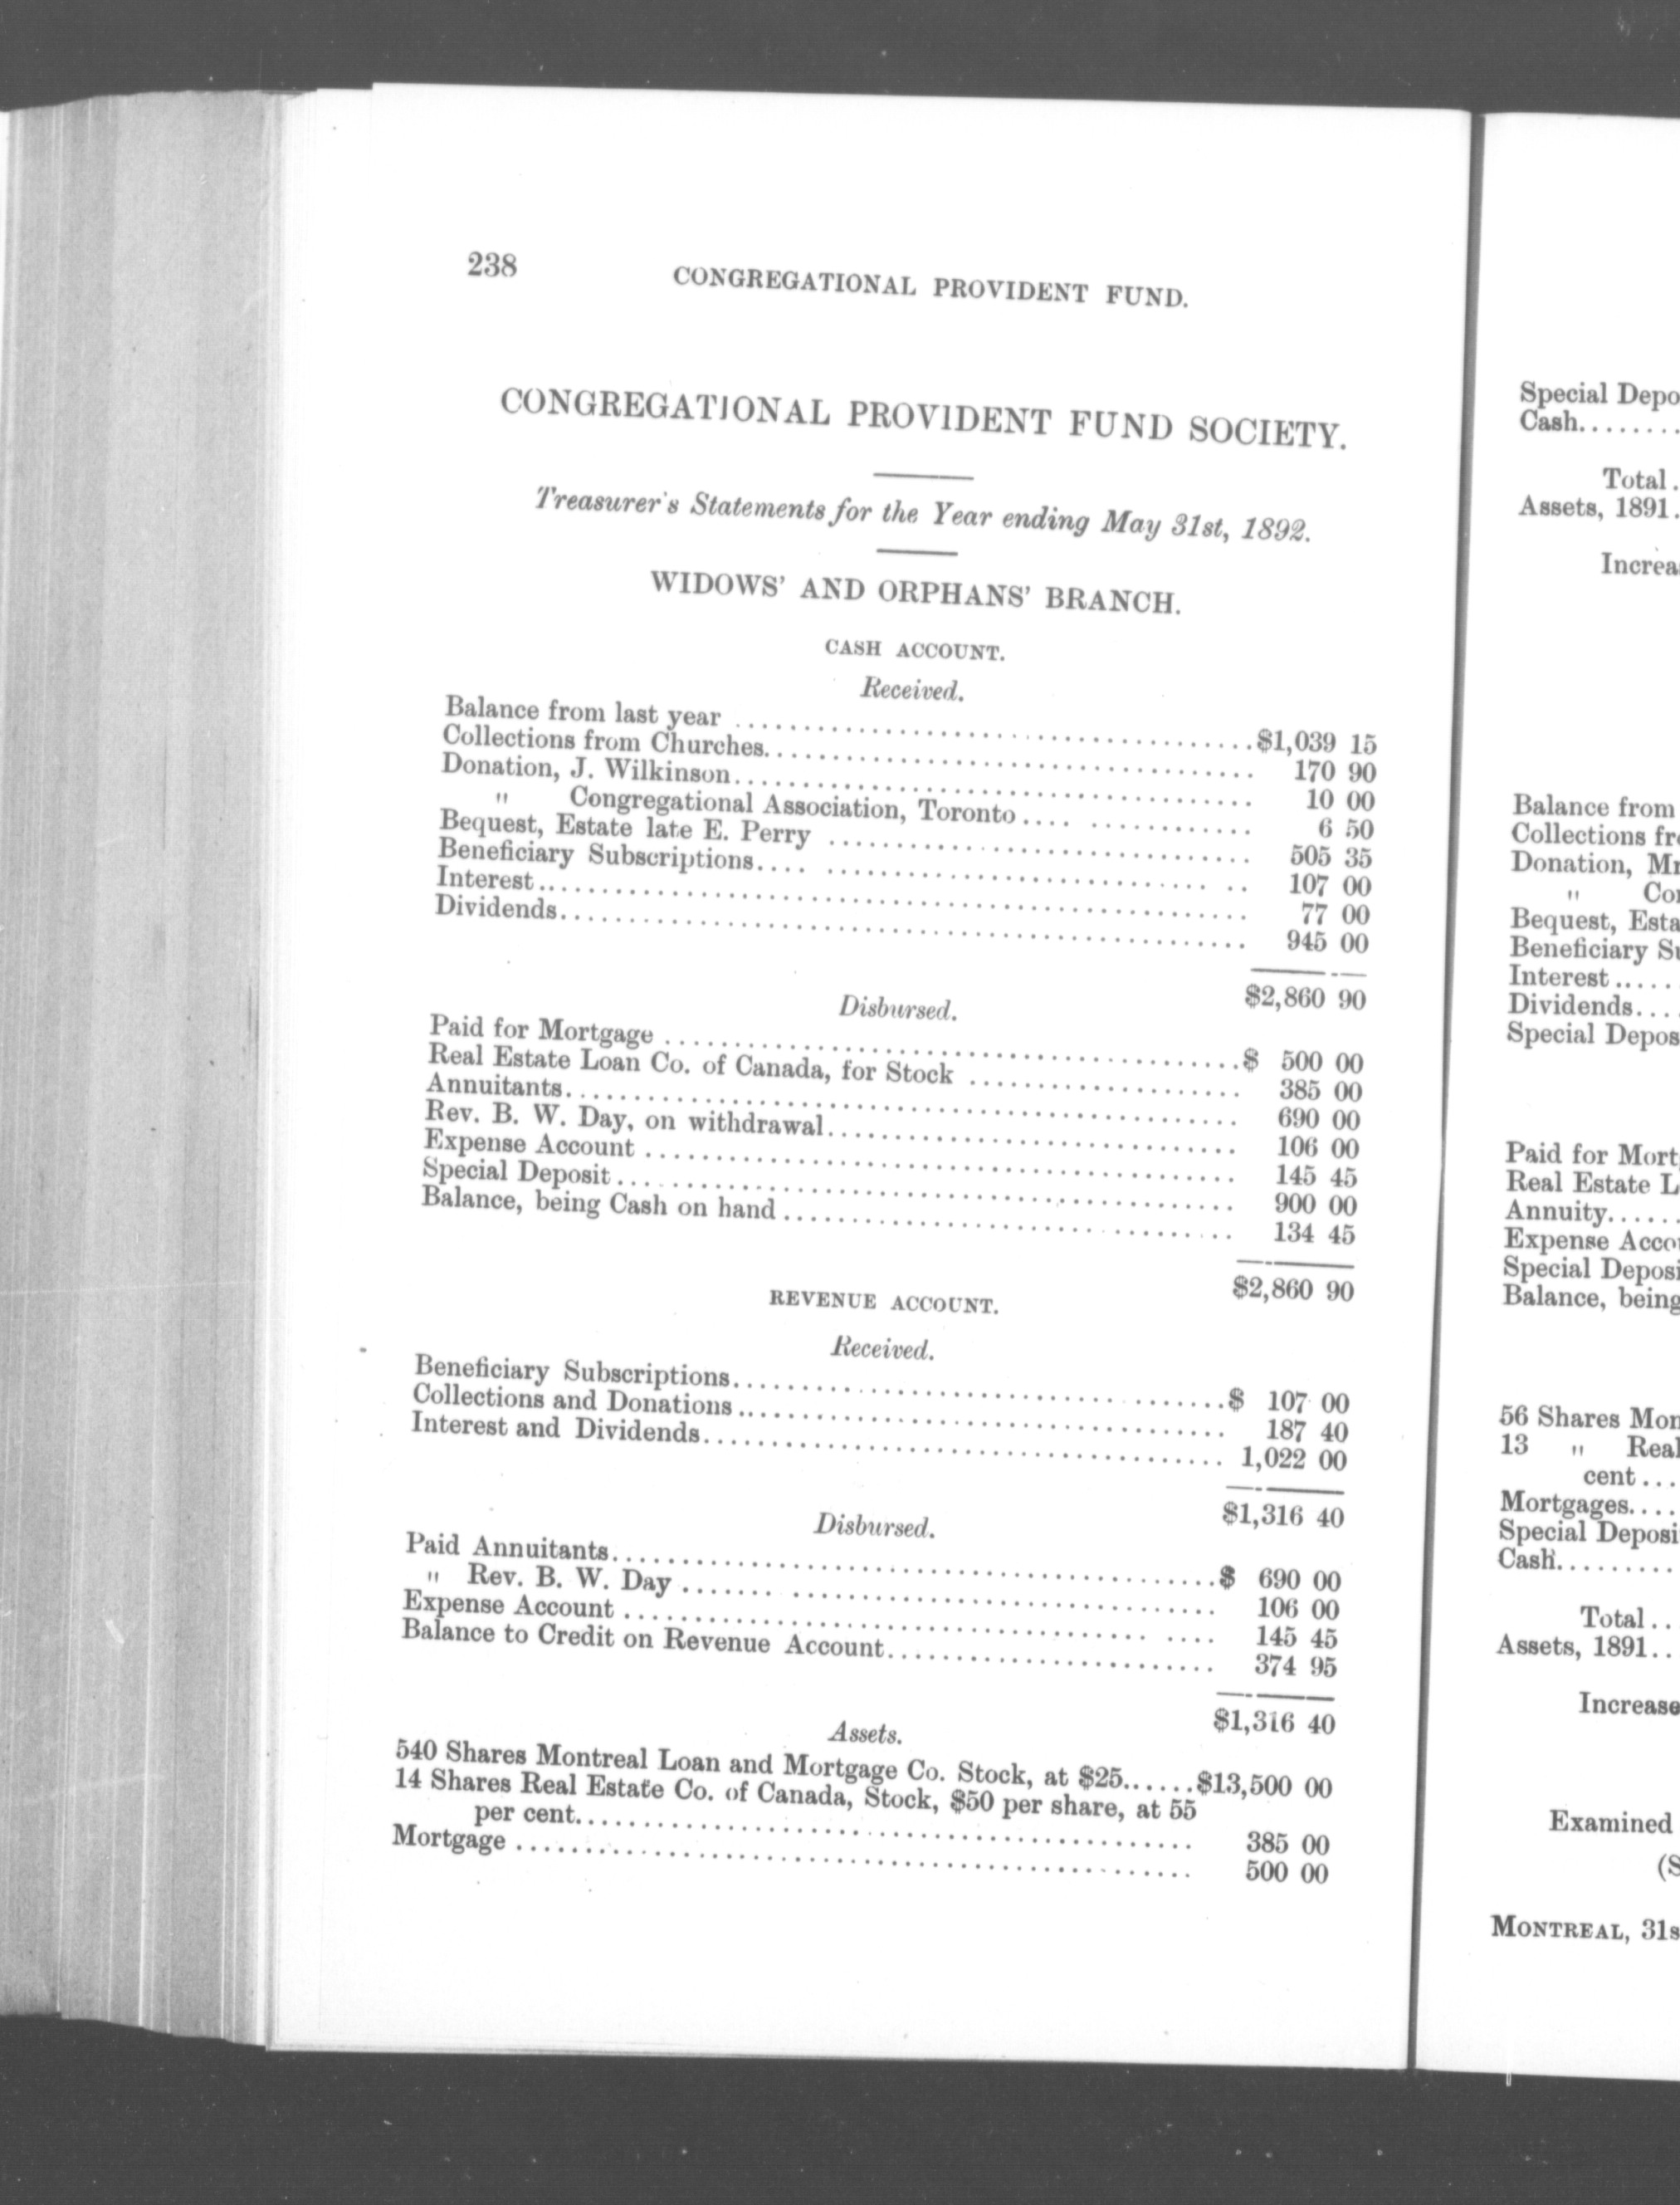 238
CONGREGATIONAL PROVIDENT FUND.
CONGREGATIONAL PROVIDENT FUND SOCIETY.
Treasurer's Statements for the Year ending May 31st, 1892.
WIDOWS' AND ORPHANS' BRANCH.
CASH ACCOUNT.
Received.
Balance from last year ........ $1,039 15
Collections from Churches........ 170 90
Donation, J. Wilkinson........ 10 00
" Congregational Association, Toronto........ 6 50
Bequest, Estate late E. Perry ........ 505 35
Beneficiary Subscriptions........ 107 00
Interest........ 77 00
Dividends........ 945 00
$2,860 90
Disbursed.
Paid for Mortgage ........ $ 500 00
Real Estate Loan Co. of Canada, for Stock ........ 385 00
Annuitants........ 690 00
Rev. B. W. Day, on withdrawal........ 106 00
Expense Account ........ 145 45
Special Deposit........ 900 00
Balance, being Cash on hand ........ 134 45
$2,860 90
REVENUE ACCOUNT.
Received.
Beneficiary Subscriptions........ $ 107 00
Collections and Donations ........ 187 40
Interest and Dividends........ 1,022 00
$1,316 40
Disbursed.
Paid Annuitants........ $ 690 00
" Rev. B. W. Day ........ 106 00
Expense Account ........ 145 45
Balance to Credit on Revenue Account........ 374 95
$1,316 40
Assets.
540 Shares Montreal Loan and Mortgage Co. Stock, at $25......$13,500 00
14 Shares Real Estate Co. of Canada, Stock, $50 per share, at 55
per cent........ 385 00
Mortgage ........ 500 00
Special Depo
Cash........
Total.
Assets, 1891.
Increa
Balance from
Collections fr
Donation, Mr
" Con
Bequest, Esta
Beneficiary Su
Interest.....
Dividends...
Special Depos
Paid for Mort
Real Estate L
Annuity.....
Expense Accou
Special Deposi
Balance, being
56 Shares Mon
13 " Real
cent...
Mortgages....
Special Deposi
Cash.........
Total..
Assets, 1891..
Increase
Examined
(S
MONTREAL, 31s